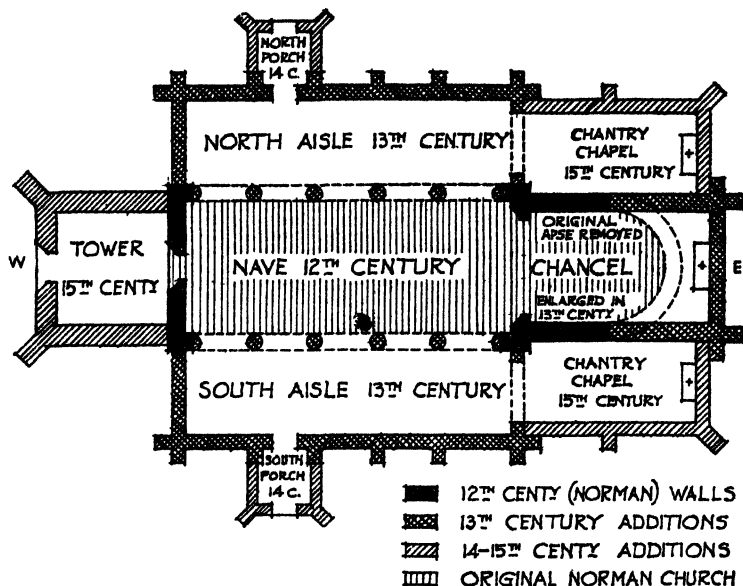 NORTH
PORCH
14 C.
NORTH AISLE 13TH CENTURY
CHANTRY
CHAPEL
15TH CENTURY
+
TOWER
15TH CENTY
W
NAVE 12TH CENTURY
ORIGINAL
APSE REMOVED
CHANCEL
ENLARGED IN
13TH CENTY
+
E
SOUTH AISLE 13TH CENTURY
CHANTRY
CHAPEL
15TH CENTURY
+
SOUTH
PORCH
14 C.
12TH CENTY (NORMAN) WALLS
13TH CENTURY ADDITIONS
14-15TH CENTY ADDITIONS
ORIGINAL NORMAN CHURCH